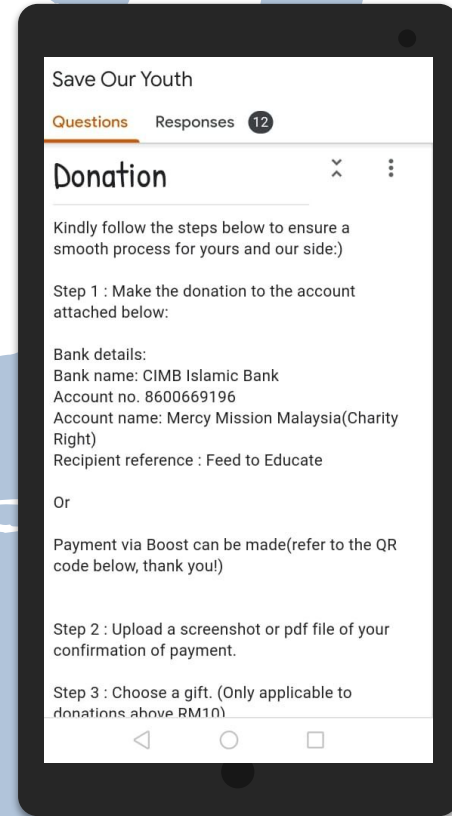 Save Our Youth
Questions Responses 12
Donation
Kindly follow the steps below to ensure a
smooth process for yours and our side:)
Step 1 : Make the donation to the account
attached below:
Bank details:
Bank name: CIMB Islamic Bank
Account no. 8600669196
Account name: Mercy Mission Malaysia(Charity
Right)
Recipient reference : Feed to Educate
Or
Payment via Boost can be made(refer to the QR
code below, thank you!)
Step 2 : Upload a screenshot or pdf file of your
confirmation of payment.
Step 3 : Choose a gift. (Only applicable to
donations above RM10)